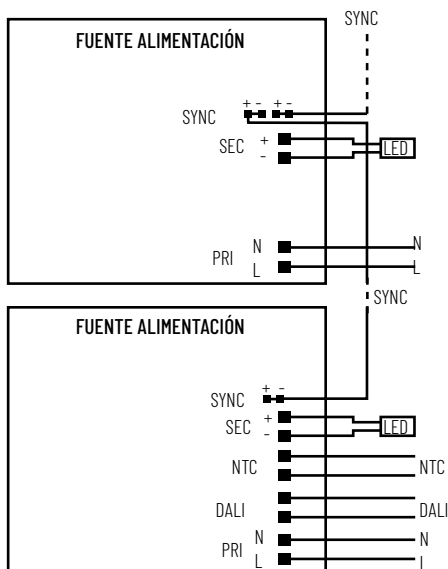 SYNC
FUENTE ALIMENTACIÓN
+ - + -
SYNC
SEC + LED
-
N N
PRI
L L
SYNC
FUENTE ALIMENTACIÓN
+ -
SYNC
SEC + LED
-
NTC NTC
DALI DALI
N N
PRI
L L